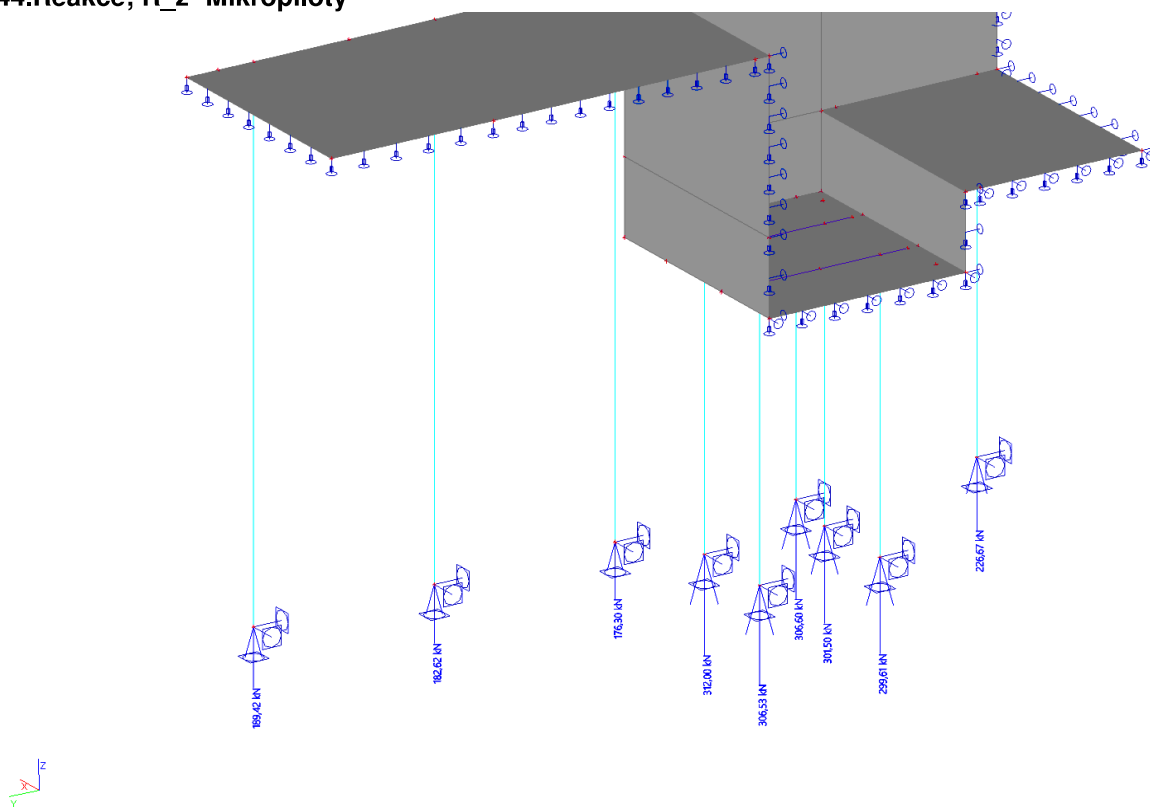 44.Reakce; R_z Mikropiloty
226,67 kN
176,30 kN
306,60 kN
301,50 kN
312,00 kN
299,61 kN
182,62 kN
306,53 kN
189,42 kN
Z
X
Y